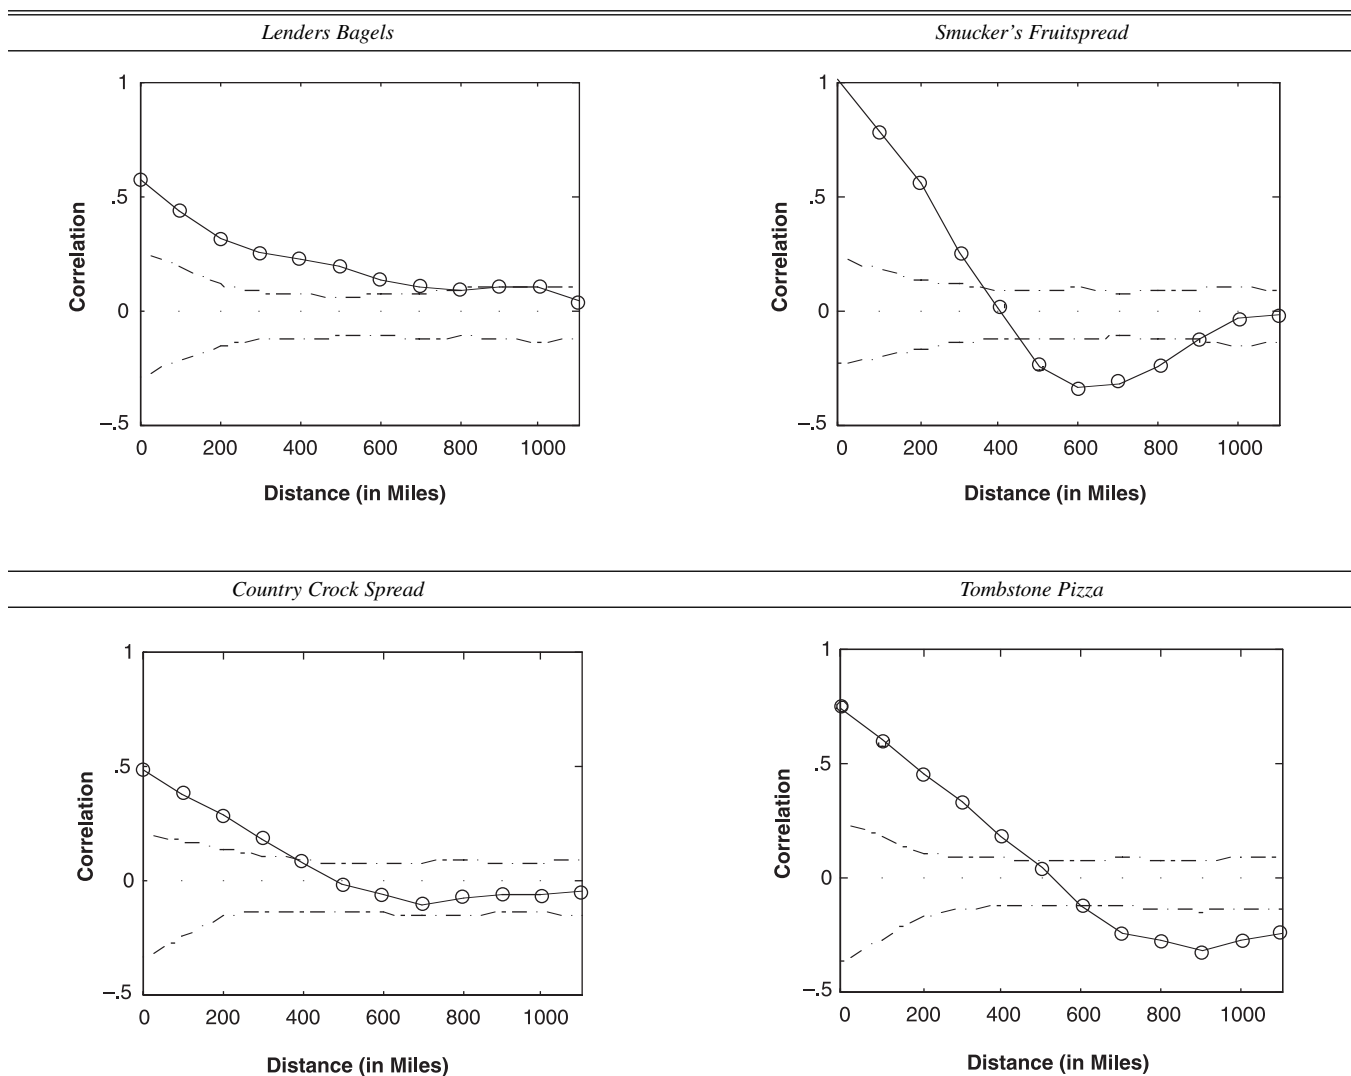 Lenders Bagels
1
.5
0
–.5
Correlation
0 200 400 600 800 1000
Distance (in Miles)
Smucker's Fruitspread
1
.5
0
–.5
Correlation
0 200 400 600 800 1000
Distance (in Miles)
Country Crock Spread
1
.5
0
–.5
Correlation
0 200 400 600 800 1000
Distance (in Miles)
Tombstone Pizza
1
.5
0
–.5
Correlation
0 200 400 600 800 1000
Distance (in Miles)